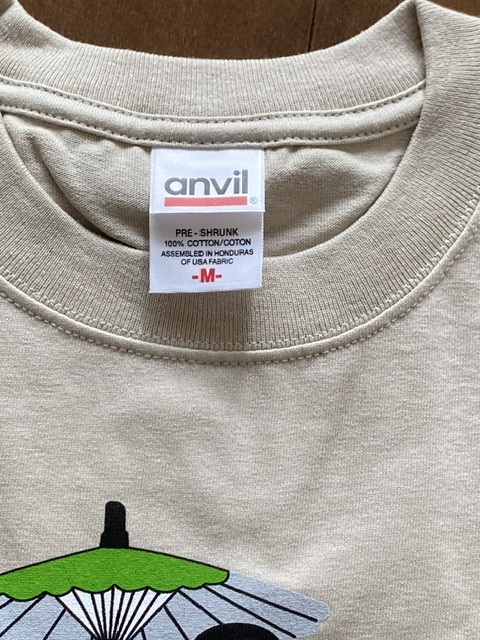 anvil®
PRE-SHRUNK
100% COTTON/COTON
ASSEMBLED IN HONDURAS
OF USA FABRIC
-M-